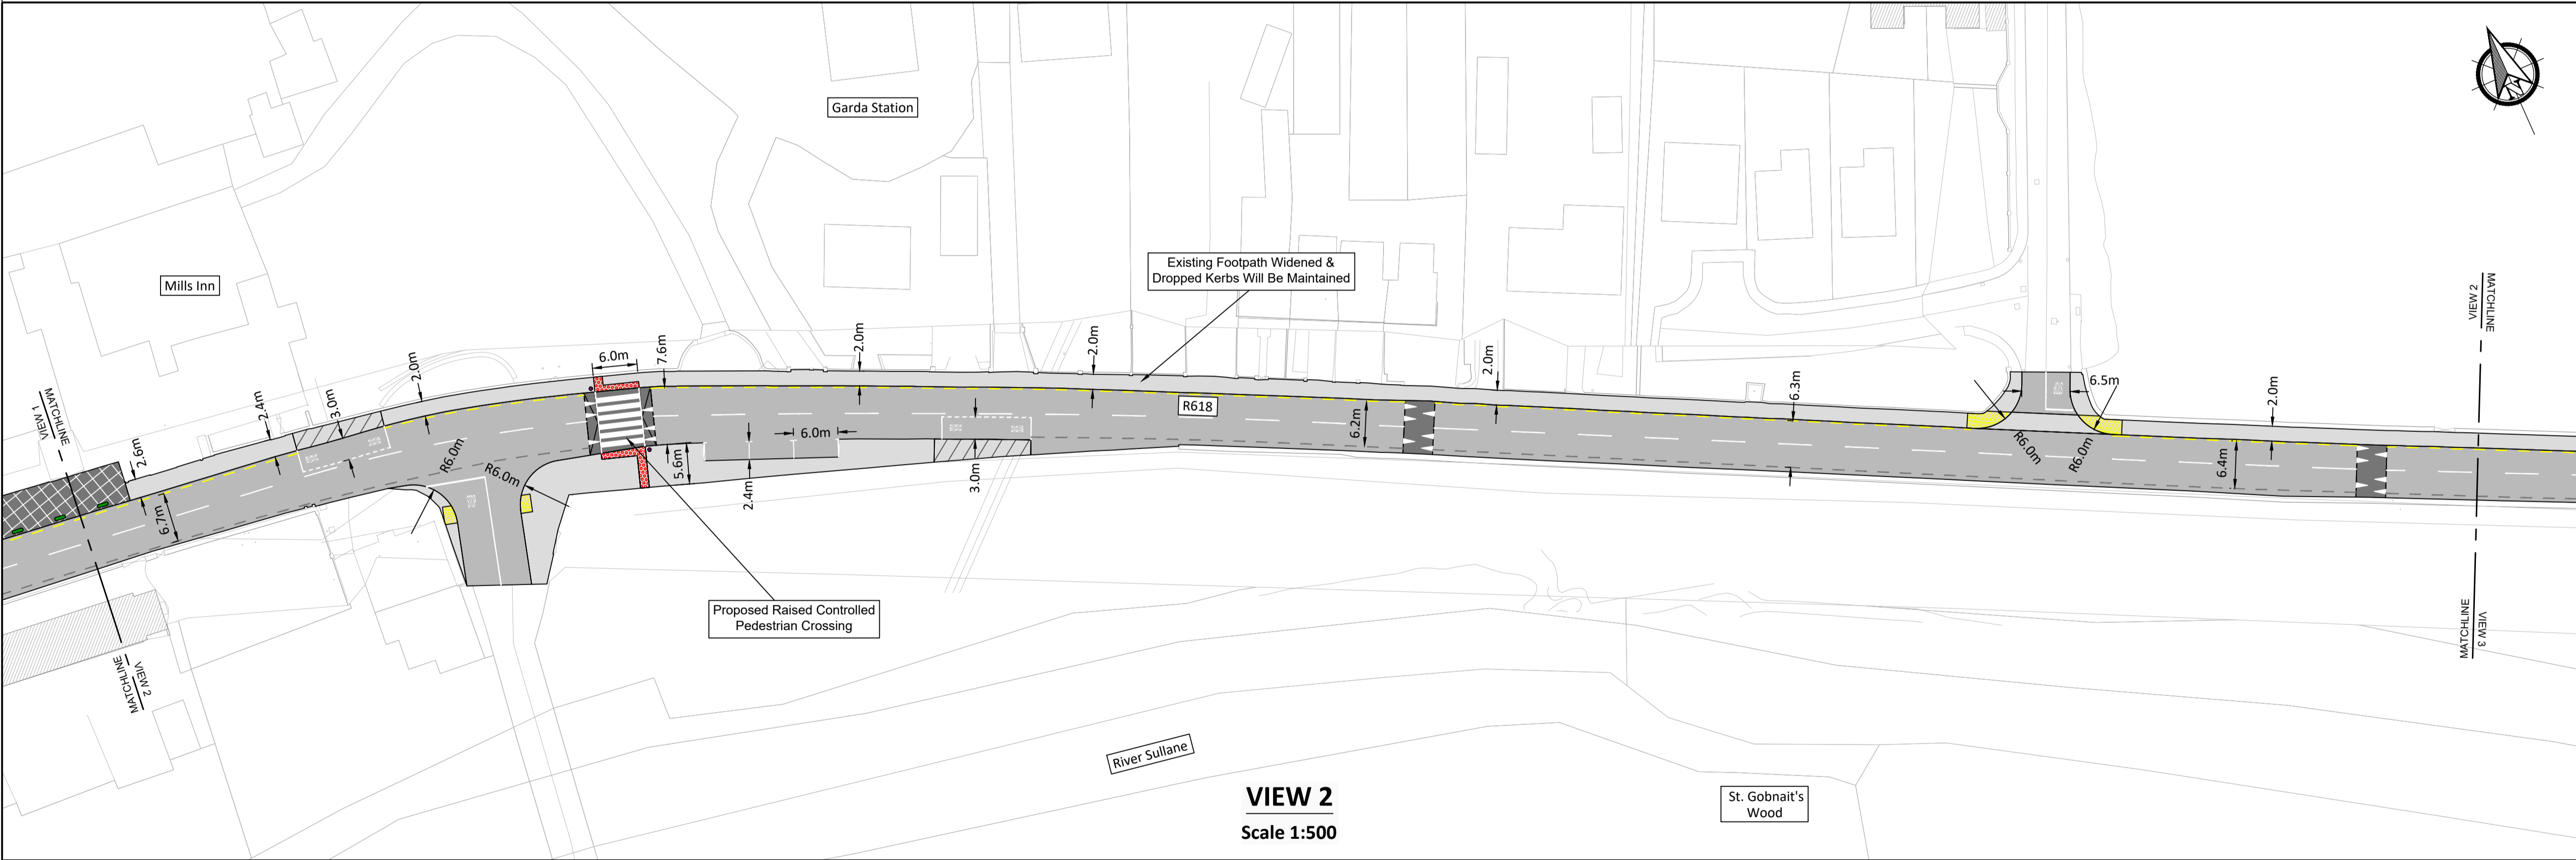 Garda Station
Mills Inn
Existing Footpath Widened &
Dropped Kerbs Will Be Maintained
N
VIEW 2
MATCHLINE
MATCHLINE
VIEW 3
VIEW 1
MATCHLINE
MATCHLINE
VIEW 2
2.6m
6.7m
2.4m
3.0m
2.0m
R6.0m
R6.0m
6.0m
7.6m
5.6m
2.4m
6.0m
2.0m
3.0m
2.0m
R618
6.2m
2.0m
6.3m
R6.0m
R6.0m
6.5m
6.4m
2.0m
Proposed Raised Controlled
Pedestrian Crossing
River Sullane
VIEW 2
Scale 1:500
St. Gobnait's
Wood